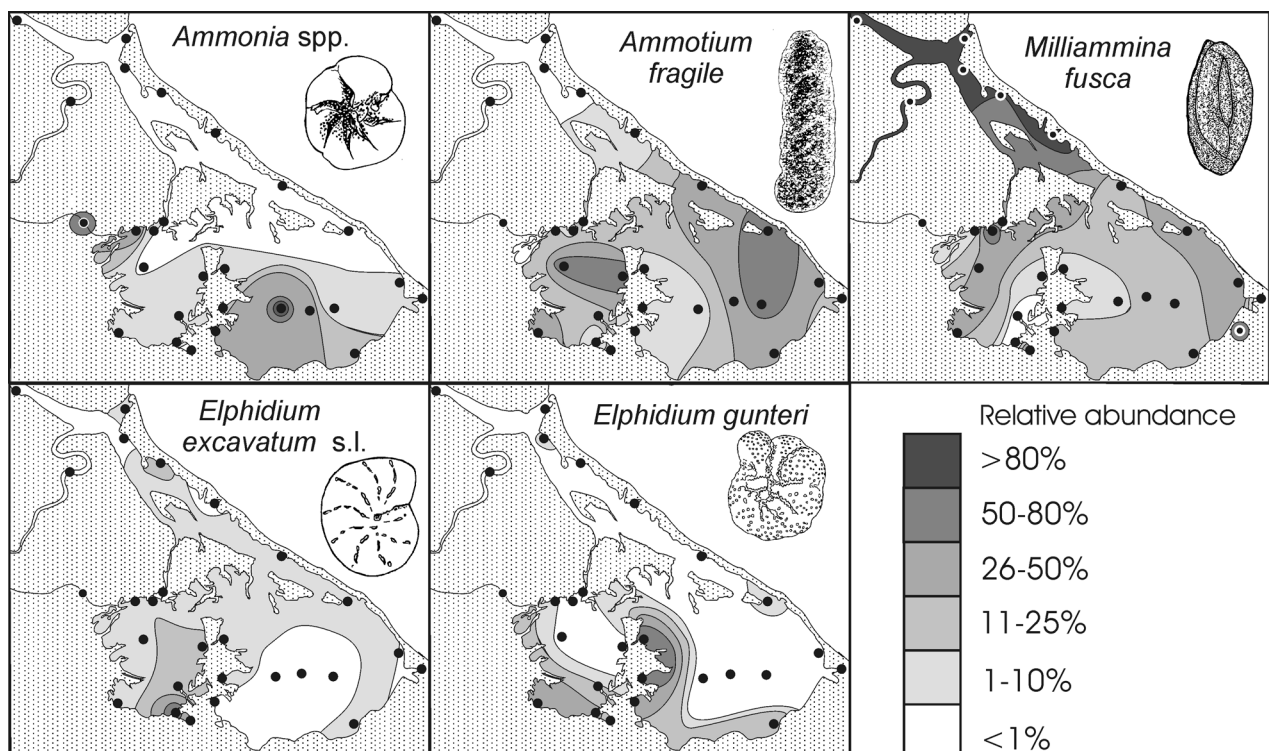 Ammonia spp.
Ammotium
fragile
Milliammina
fusca
Elphidium
excavatum s.l.
Elphidium gunteri
Relative abundance
>80%
50-80%
26-50%
11-25%
1-10%
<1%